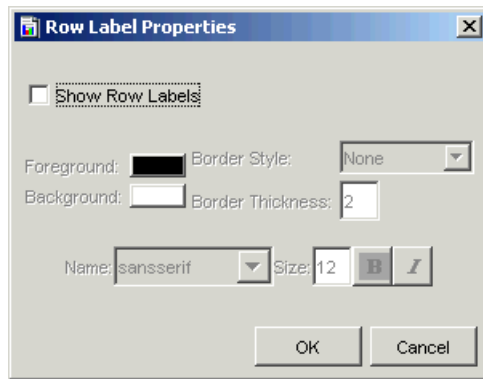 Row Label Properties
Show Row Labels
Foreground: Border Style: None
Background: Border Thickness: 2
Name: sansserif Size: 12 B I
OK Cancel